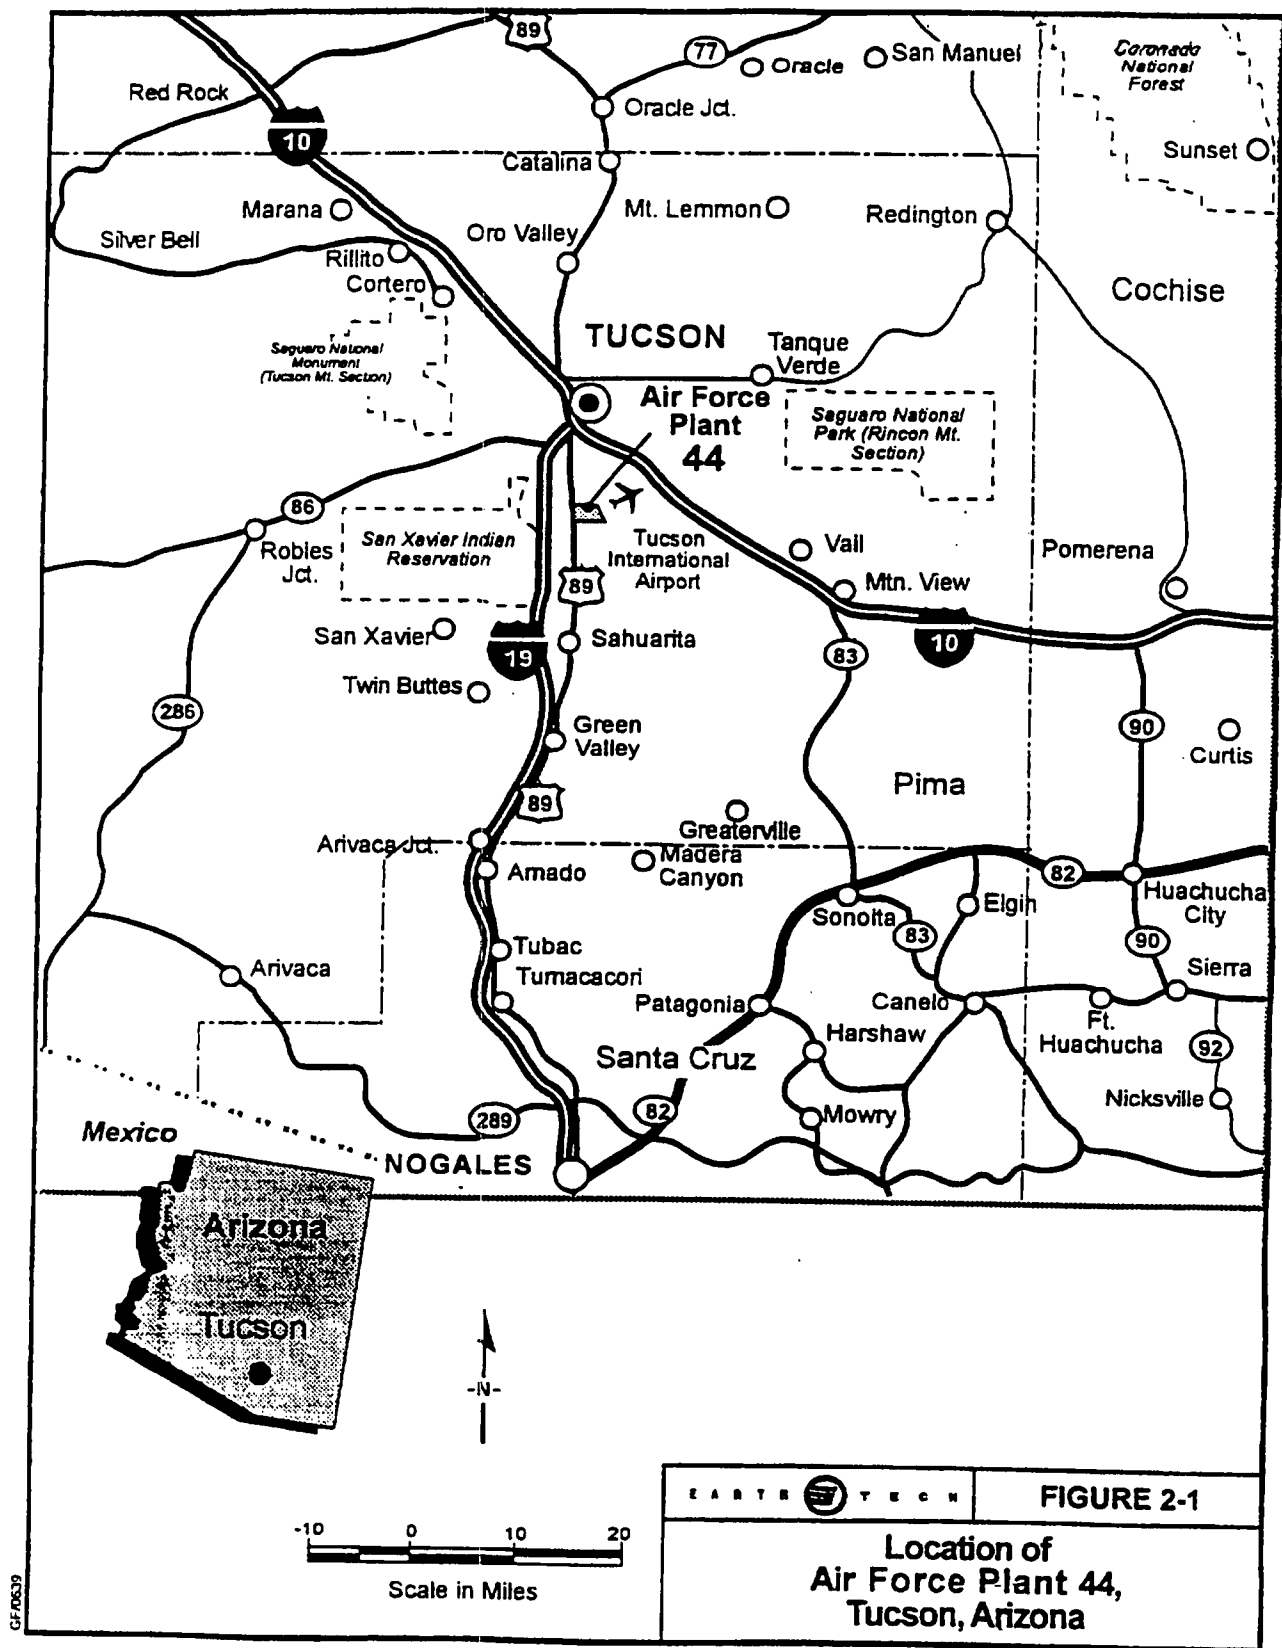 89
77
Oracle
San Manuel
Coronado
National
Forest
Red Rock
Oracle Jct.
10
Catalina
Sunset
Marana
Mt. Lemmon
Redington
Silver Bell
Oro Valley
Rillito
Cortero
Cochise
TUCSON
Saguaro National
Monument
(Tucson Mt. Section)
Tanque
Verde
Air Force
Plant
44
Saguaro National
Park (Rincon Mt.
Section)
86
San Xavier Indian
Reservation
Robles
Jct.
Tucson
International
Airport
Vail
Pomerena
89
Mtn. View
San Xavier
19
Sahuarita
83
10
Twin Buttes
286
Green
Valley
90
Curtis
89
Pima
Greaterville
Arivaca Jct.
Amado
Madera
Canyon
82
Huachucha
City
Sonoita
Elgin
83
90
Tubac
Arivaca
Tumacacori
Sierra
Patagonia
Canelo
Ft.
Huachucha
Harshaw
Santa Cruz
92
Nicksville
289
82
Mowry
Mexico
NOGALES
Arizona
Tucson
-N-
EARTH TECH
FIGURE 2-1
-10 0 10 20
Scale in Miles
Location of
Air Force Plant 44,
Tucson, Arizona
GF/0639